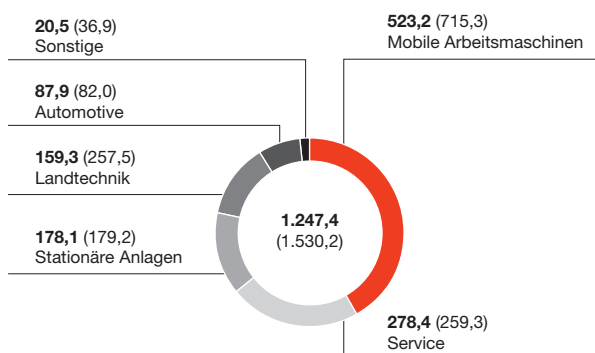 20,5 (36,9)
Sonstige
87,9 (82,0)
Automotive
159,3 (257,5)
Landtechnik
178,1 (179,2)
Stationäre Anlagen
523,2 (715,3)
Mobile Arbeitsmaschinen
1.247,4
(1.530,2)
278,4 (259,3)
Service